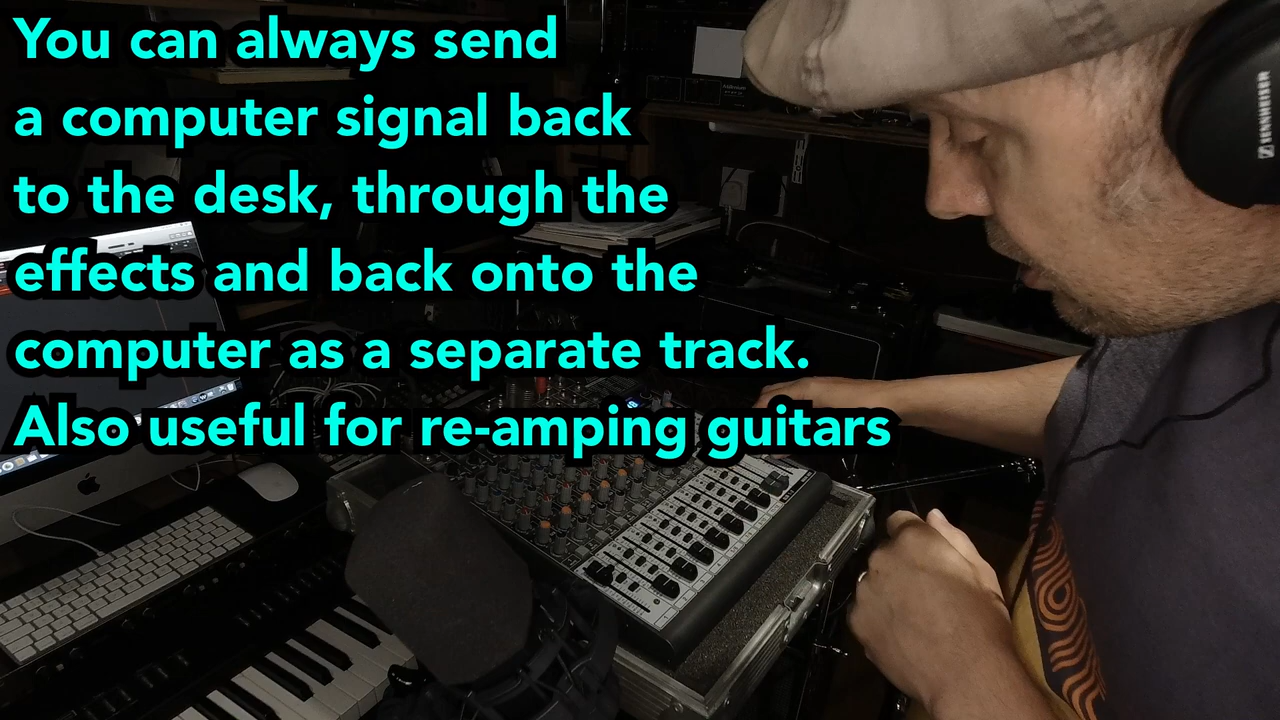 You can always send
a computer signal back
to the desk, through the
effects and back onto the
computer as a separate track.
Also useful for re-amping guitars
SENNHEISER